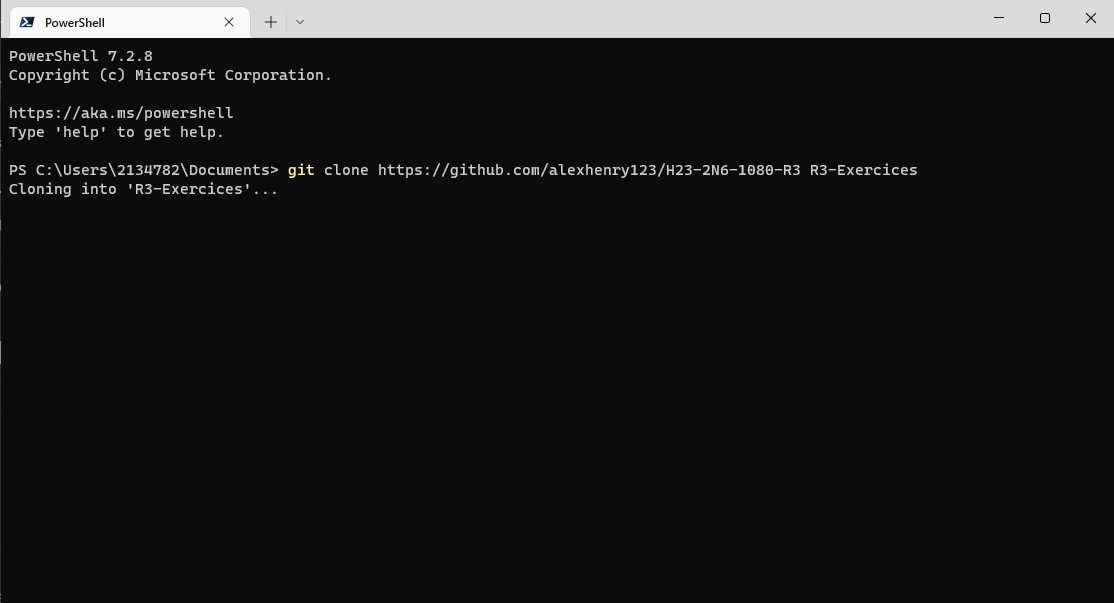 PowerShell
PowerShell 7.2.8
Copyright (c) Microsoft Corporation.
https://aka.ms/powershell
Type 'help' to get help.
PS C:\Users\2134782\Documents> git clone https://github.com/alexhenry123/H23-2N6-1080-R3 R3-Exercices
Cloning into 'R3-Exercices'...